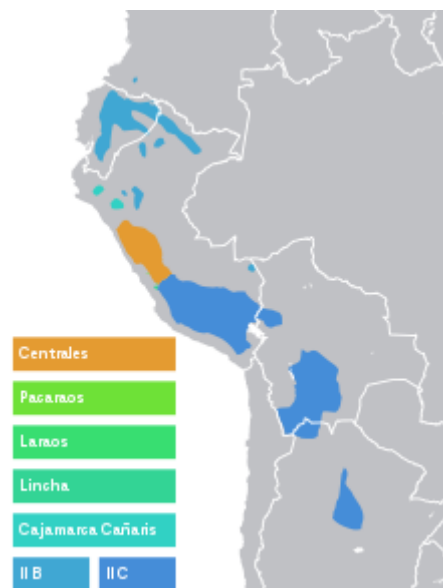 Centrales
Pacaraos
Laraos
Lincha
Cajamarca Cañaris
II B
II C